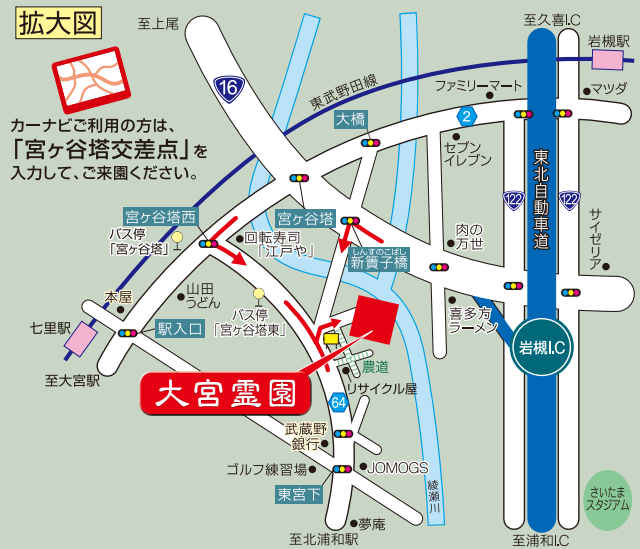 拡大図
カーナビご利用の方は、
「宮ヶ谷塔交差点」を
入力して、ご来園ください。
至上尾
16
東武野田線
至久喜I.C
岩槻駅
ファミリーマート
マツダ
大橋
2
セブン
イレブン
東北自動車道
122
122
宮ヶ谷塔西
バス停
「宮ヶ谷塔」
回転寿司
「江戸や」
宮ヶ谷塔
しんすのこばし
新簀子橋
肉の
万世
サイゼリア
山田
うどん
本屋
バス停
「宮ヶ谷塔東」
喜多方
ラーメン
七里駅
駅入口
岩槻I.C
至大宮駅
農道
大宮霊園
リサイクル屋
64
武蔵野
銀行
ゴルフ練習場
JOMOGS
東宮下
綾瀬川
さいたま
スタジアム
夢庵
至北浦和駅
至浦和I.C